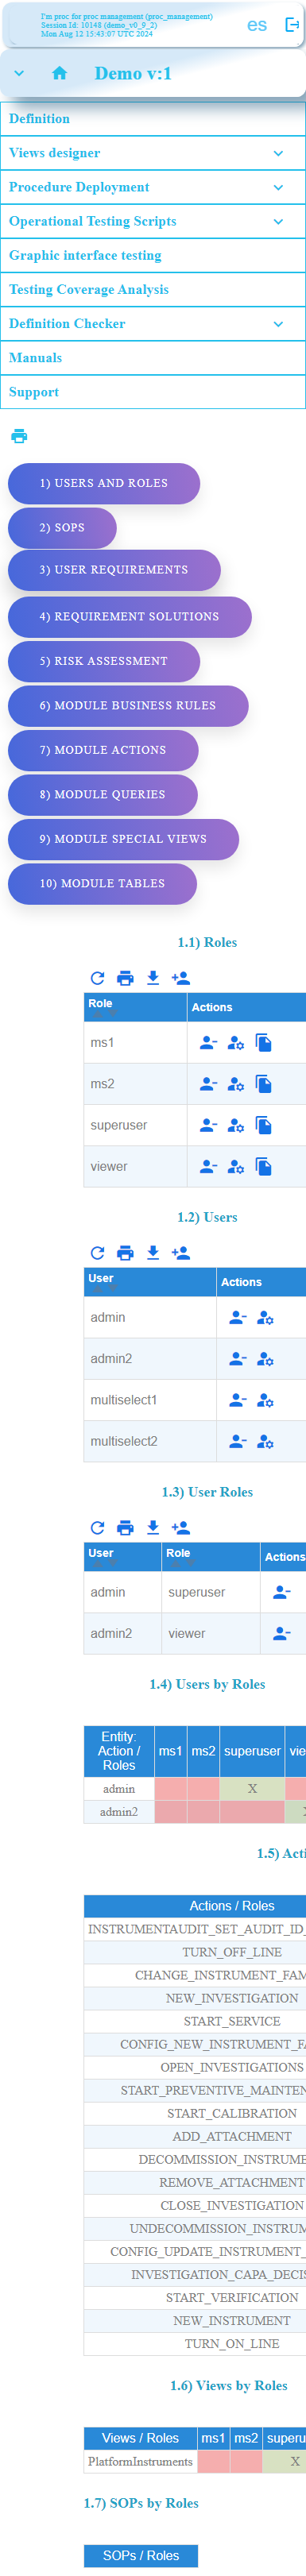 I'm proc for proc management (proc_management)
Session Id: 10148 (demo_v0_9_2)
Mon Aug 12 15:43:07 UTC 2024
es
Demo v:1
Definition
Views designer
Procedure Deployment
Operational Testing Scripts
Graphic interface testing
Testing Coverage Analysis
Definition Checker
Manuals
Support
1) USERS AND ROLES
2) SOPS
3) USER REQUIREMENTS
4) REQUIREMENT SOLUTIONS
5) RISK ASSESSMENT
6) MODULE BUSINESS RULES
7) MODULE ACTIONS
8) MODULE QUERIES
9) MODULE SPECIAL VIEWS
10) MODULE TABLES
1.1) Roles
Role Actions
ms1
ms2
superuser
viewer
1.2) Users
User Actions
admin
admin2
multiselect1
multiselect2
1.3) User Roles
User Role Actions
admin superuser
admin2 viewer
1.4) Users by Roles
Entity:
Action /
Roles
ms1 ms2 superuser vie
admin X
admin2
1.5) Acti
Actions / Roles
INSTRUMENTAUDIT_SET_AUDIT_ID_
TURN_OFF_LINE
CHANGE_INSTRUMENT_FAM
NEW_INVESTIGATION
START_SERVICE
CONFIG_NEW_INSTRUMENT_FA
OPEN_INVESTIGATIONS
START_PREVENTIVE_MAINTEN
START_CALIBRATION
ADD_ATTACHMENT
DECOMMISSION_INSTRUME
REMOVE_ATTACHMENT
CLOSE_INVESTIGATION
UNDECOMMISSION_INSTRUM
CONFIG_UPDATE_INSTRUMENT_
INVESTIGATION_CAPA_DECIS
START_VERIFICATION
NEW_INSTRUMENT
TURN_ON_LINE
1.6) Views by Roles
Views / Roles ms1 ms2 superu
PlatformInstruments X
1.7) SOPs by Roles
SOPs / Roles